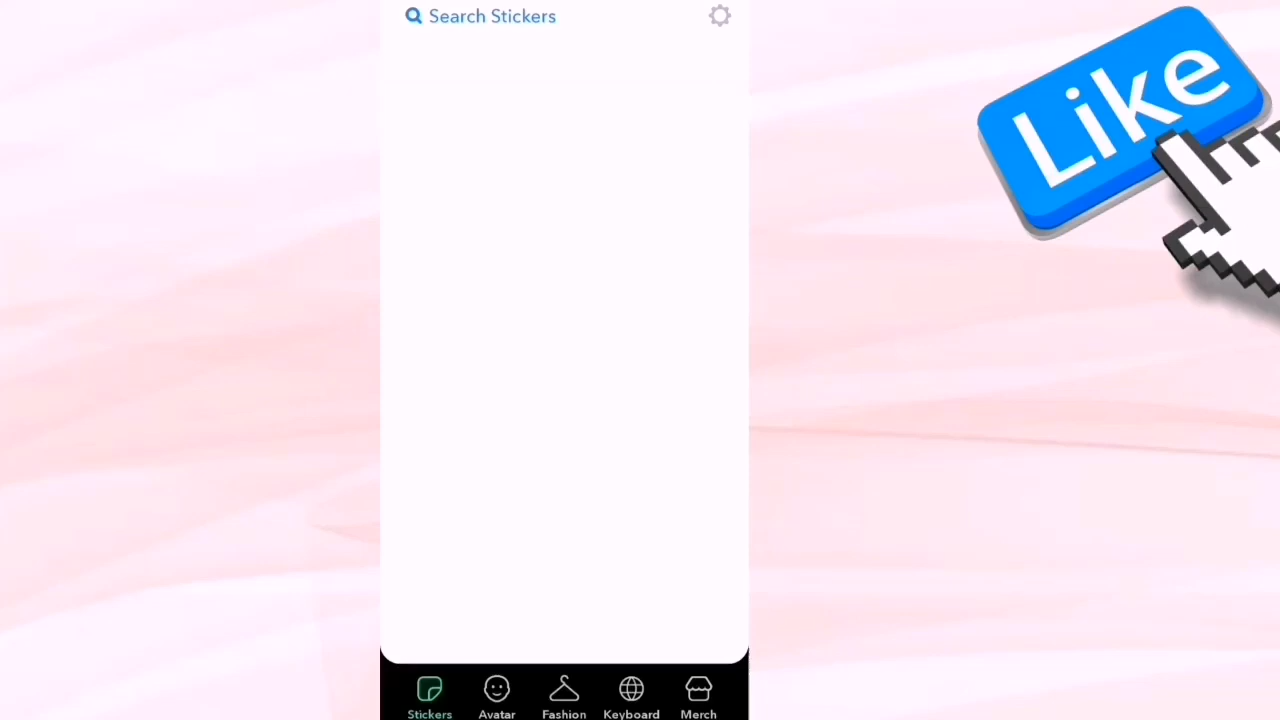 Search Stickers
Like
Stickers
Avatar
Fashion
Keyboard
Merch